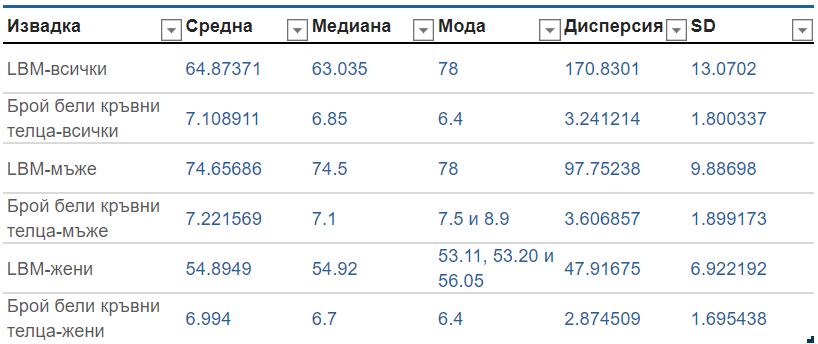 Извадка Средна Медиана Мода Дисперсия SD
LBM-всички 64.87371 63.035 78 170.8301 13.0702
Брой бели кръвни
телца-всички 7.108911 6.85 6.4 3.241214 1.800337
LBM-мъже 74.65686 74.5 78 97.75238 9.88698
Брой бели кръвни
телца-мъже 7.221569 7.1 7.5 и 8.9 3.606857 1.899173
LBM-жени 54.8949 54.92 53.11, 53.20 и
56.05 47.91675 6.922192
Брой бели кръвни
телца-жени 6.994 6.7 6.4 2.874509 1.695438